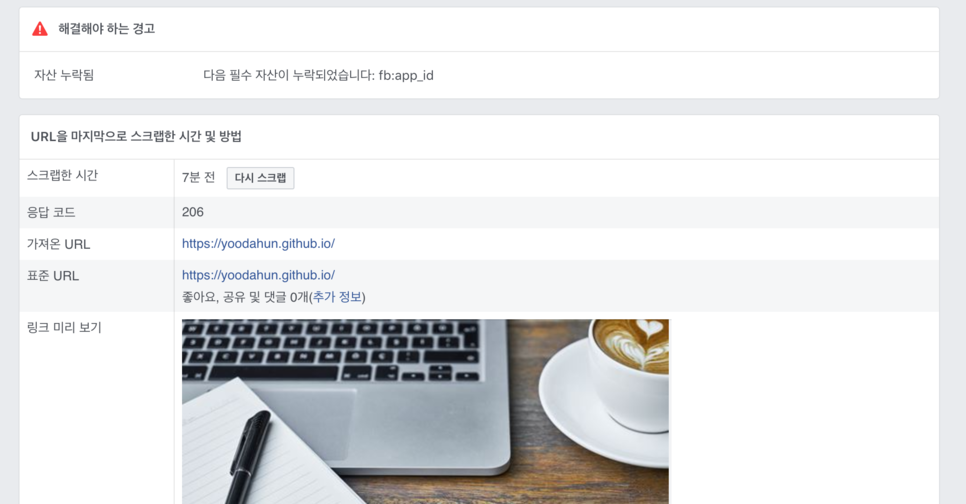 해결해야 하는 경고
자산 누락됨 다음 필수 자산이 누락되었습니다: fb:app_id
URL을 마지막으로 스크랩한 시간 및 방법
스크랩한 시간 7분 전 다시 스크랩
응답 코드 206
가져온 URL https://yoodahun.github.io/
표준 URL https://yoodahun.github.io/
좋아요, 공유 및 댓글 0개(추가 정보)
링크 미리 보기